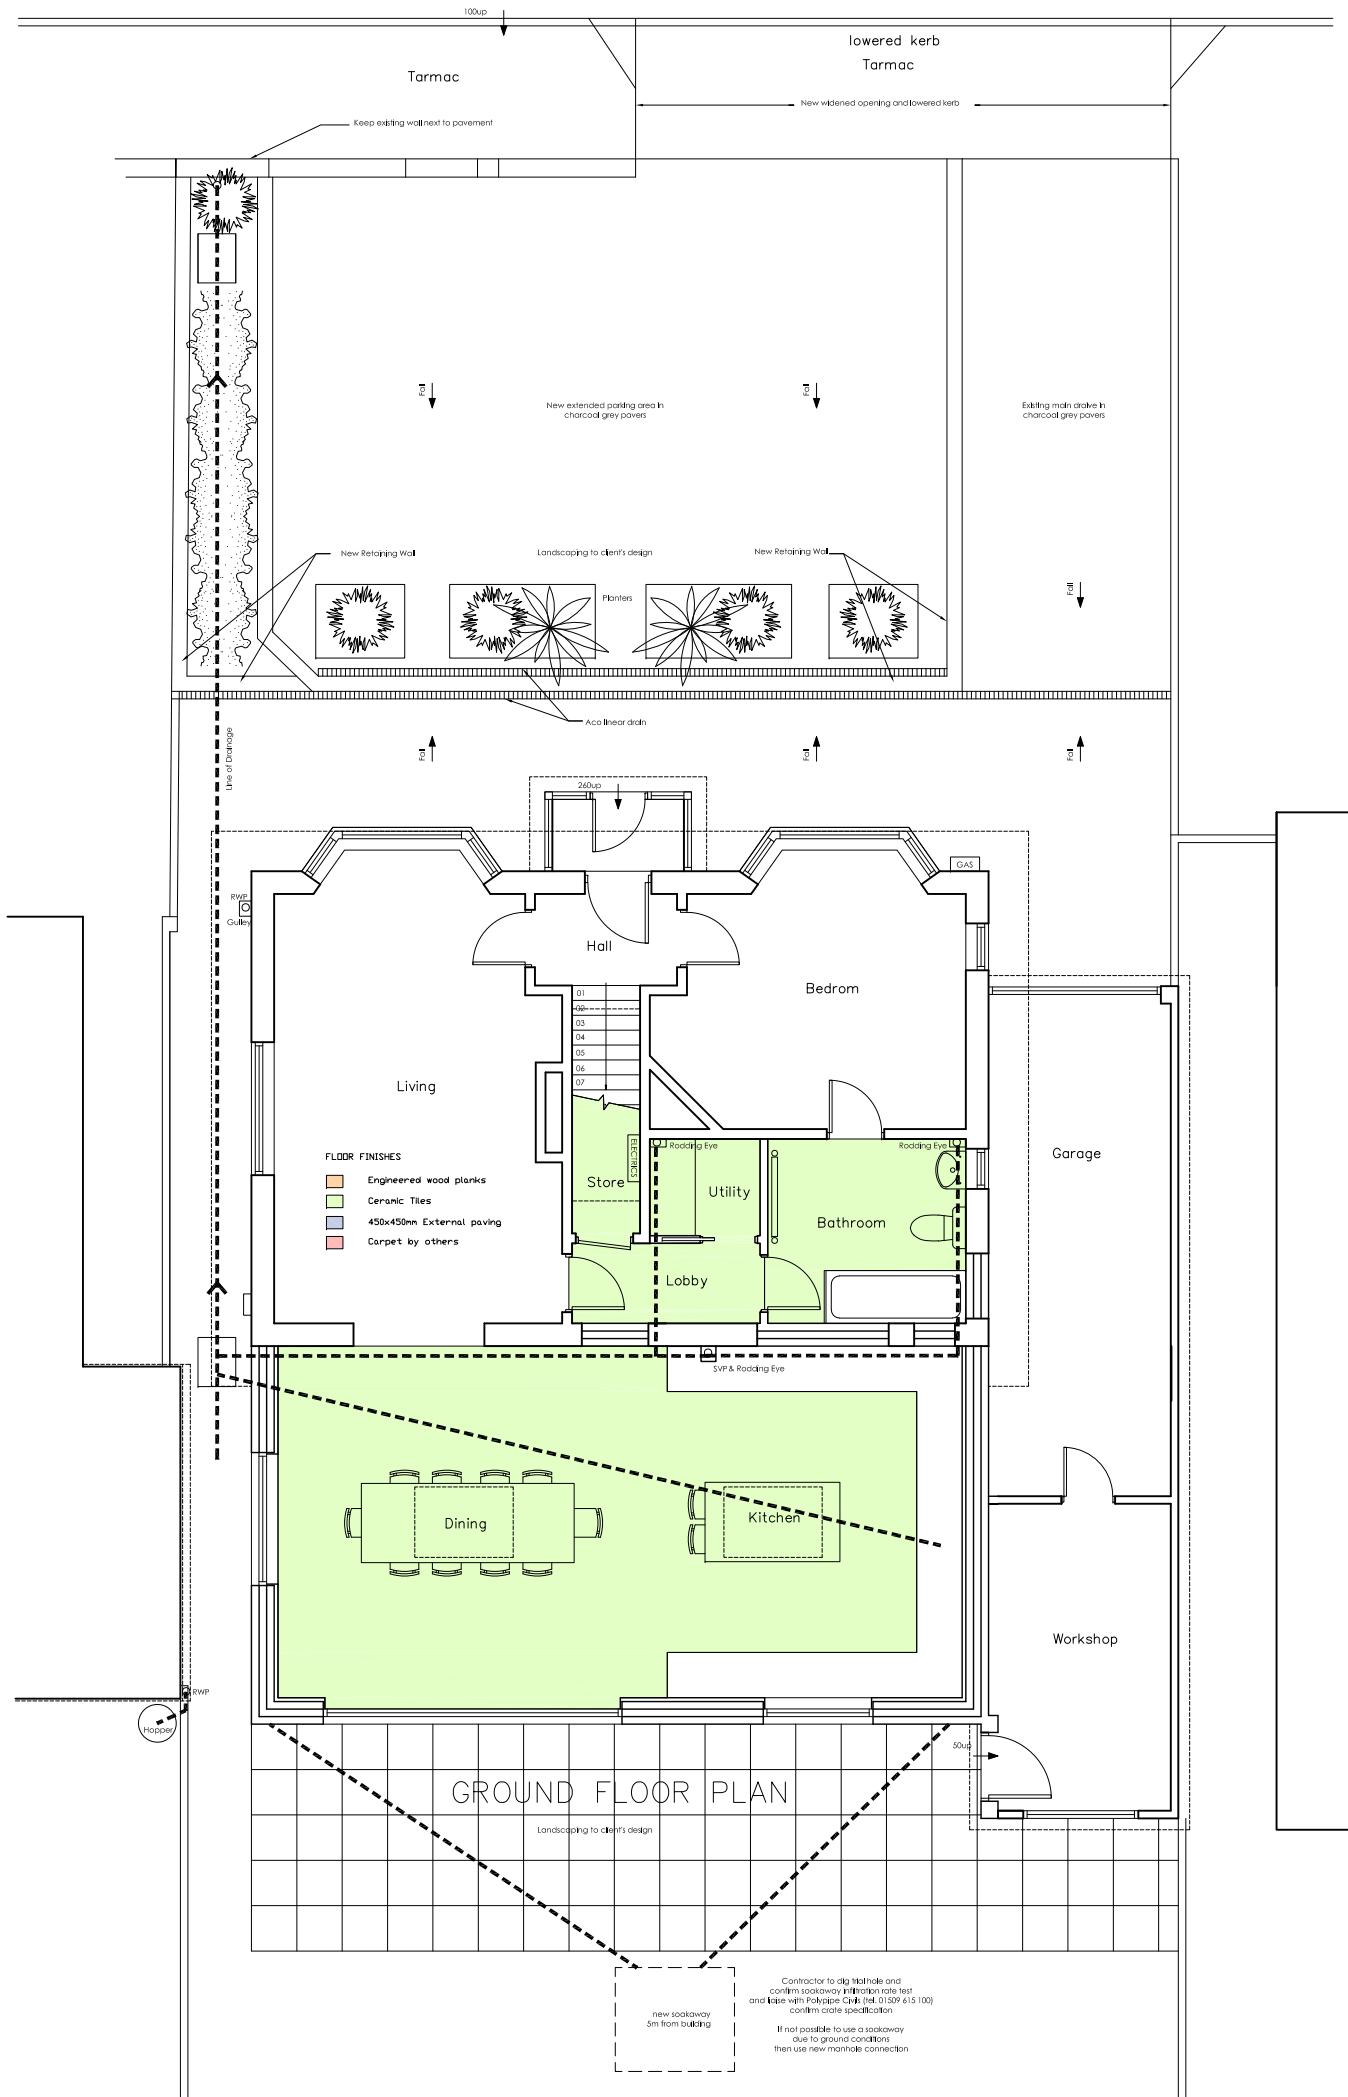 100up
lowered kerb
Tarmac
Tarmac
New widened opening and lowered kerb
Keep existing wall next to pavement
Fall
Fall
New extended parking area in
charcoal grey pavers
Existing main draive in
charcoal grey pavers
New Retaining Wall
Landscaping to client's design
New Retaining Wall
Planters
Fall
Aco linear drain
Line of Drainage
Fall
Fall
Fall
260up
GAS
RWP
Gulley
Hall
Bedrom
01
02
03
04
05
06
07
Living
ELECTRICS
Rodding Eye
Rodding Eye
Garage
FLOOR FINISHES
Engineered wood planks
Ceramic Tiles
450x450mm External paving
Carpet by others
Store
Utility
Bathroom
Lobby
SVP & Rodding Eye
Dining
Kitchen
Workshop
RWP
Hopper
50up
GROUND FLOOR PLAN
Landscaping to client's design
Contractor to dig trial hole and
confirm soakaway infiltration rate test
and liaise with Polypipe Civils (tel. 01509 615 100)
confirm crate specification
new soakaway
5m from building
If not possible to use a soakaway
due to ground conditions
then use new manhole connection